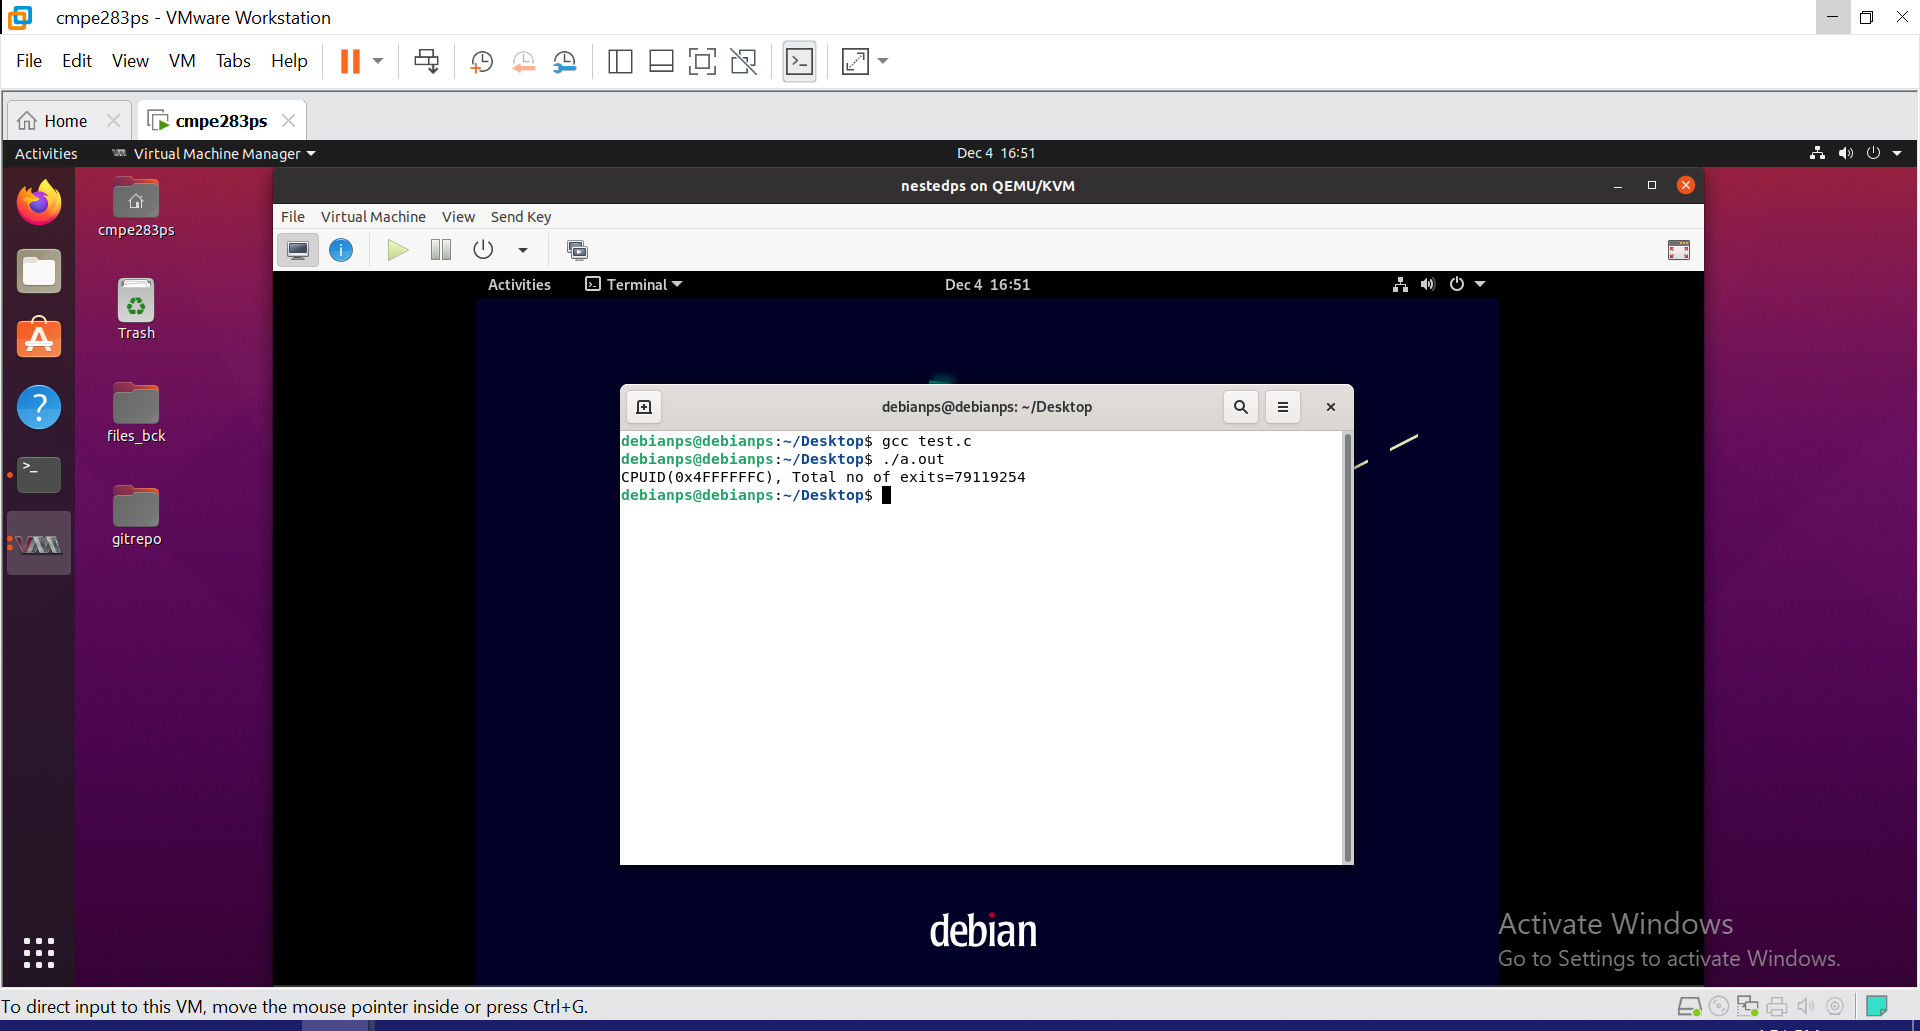 cmpe283ps - VMware Workstation
File Edit View VM Tabs Help
Home
cmpe283ps
Activities Virtual Machine Manager Dec 4 16:51
nestedps on QEMU/KVM
File Virtual Machine View Send Key
Activities Terminal Dec 4 16:51
cmpe283ps
Trash
files_bck
gitrepo
debianps@debianps: ~/Desktop
debianps@debianps:~/Desktop$ gcc test.c
debianps@debianps:~/Desktop$ ./a.out
CPUID(0x4FFFFFFC), Total no of exits=79119254
debianps@debianps:~/Desktop$
debian
Activate Windows
Go to Settings to activate Windows.
To direct input to this VM, move the mouse pointer inside or press Ctrl+G.